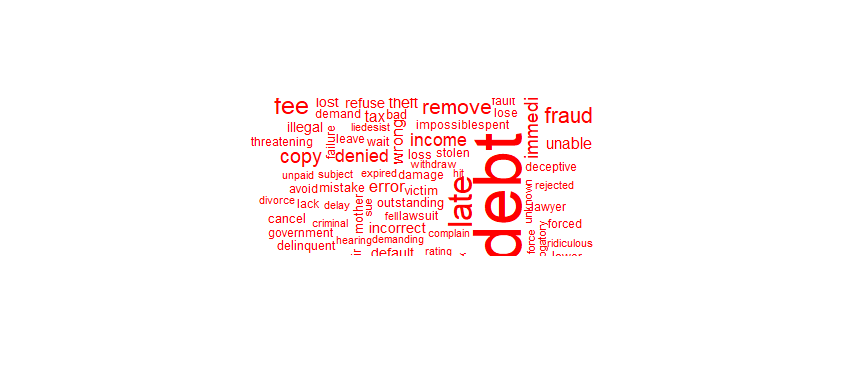 fee lost refuse theft remove fault
demand tax bad lose fraud
illegal failure liedesist wrong impossiblespent immedi
threatening leave wait income debt unable
copy denied loss stolen
withdraw deceptive
unpaid subject expired damage hit
avoid mistake error victim late unknown rejected
divorce lack delay mother sue outstanding lawyer
cancel criminal felllawsuit forced
government incorrect complain
hearing demanding force ogatory ridiculous
delinquent default rating lower